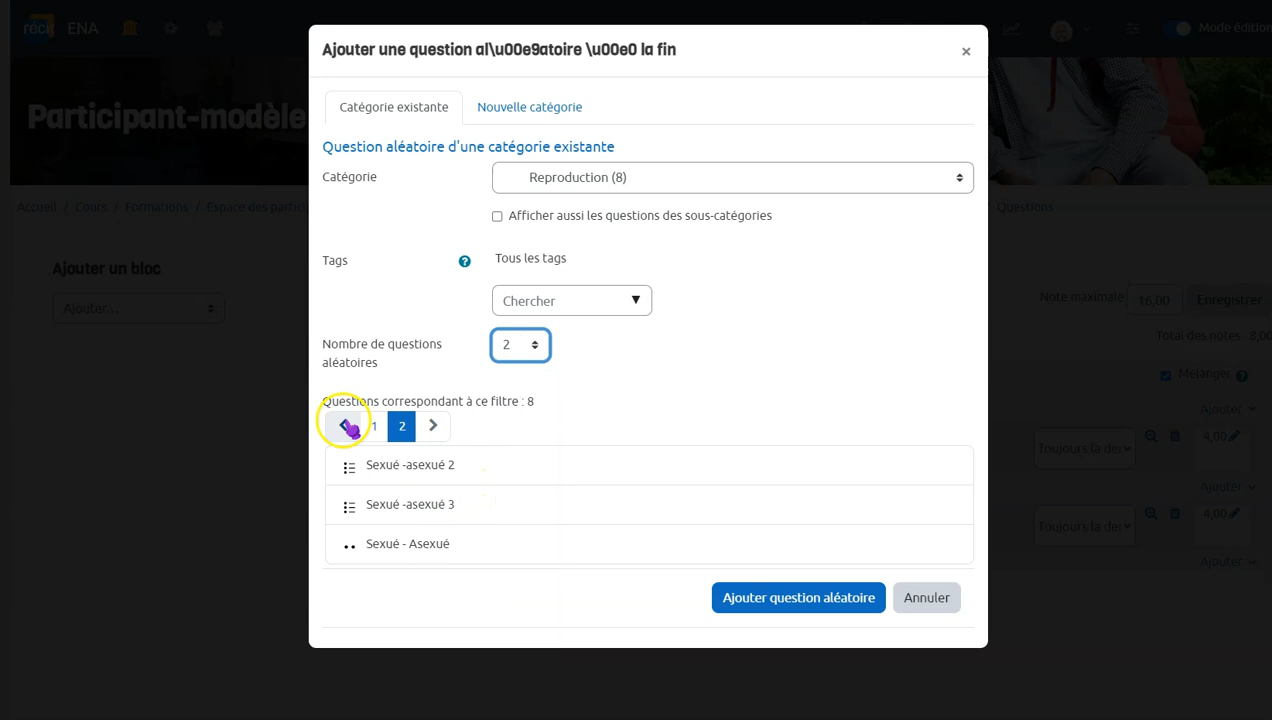 récit ENA
Mode édition
Participant-modèle
Accueil / Cours / Formations / Espace des partici
Questions
Ajouter un bloc
Ajouter...
Note maximale 16,00 Enregistrer
Total des notes : 8,00
Mélanger
Ajouter
Toujours la der 4,00
Ajouter
Toujours la der 4,00
Ajouter
Ajouter une question al\u00e9atoire \u00e0 la fin ×
Catégorie existante Nouvelle catégorie
Question aléatoire d'une catégorie existante
Catégorie Reproduction (8)
Afficher aussi les questions des sous-catégories
Tags ? Tous les tags
Chercher ▼
Nombre de questions
aléatoires 2
Questions correspondant à ce filtre : 8
1 2
Sexué -asexué 2
Sexué -asexué 3
Sexué - Asexué
Ajouter question aléatoire Annuler